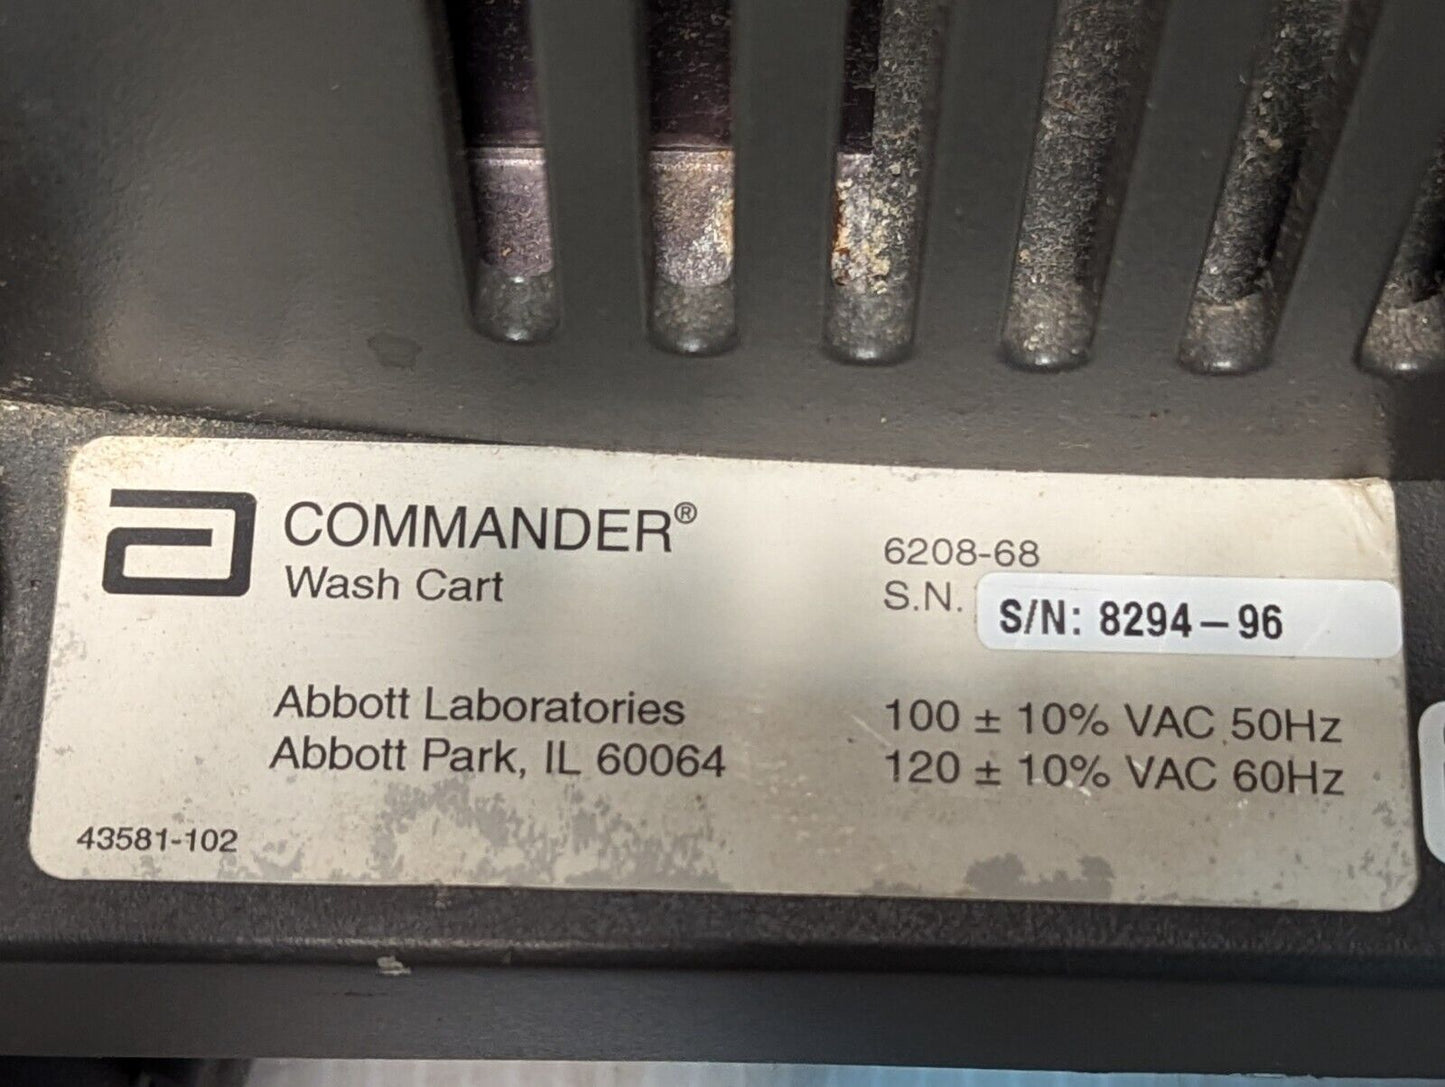 COMMANDER®
Wash Cart
6208-68
S.N.
S/N: 8294-96
Abbott Laboratories
Abbott Park, IL 60064
100 ± 10% VAC 50Hz
120 ± 10% VAC 60Hz
43581-102